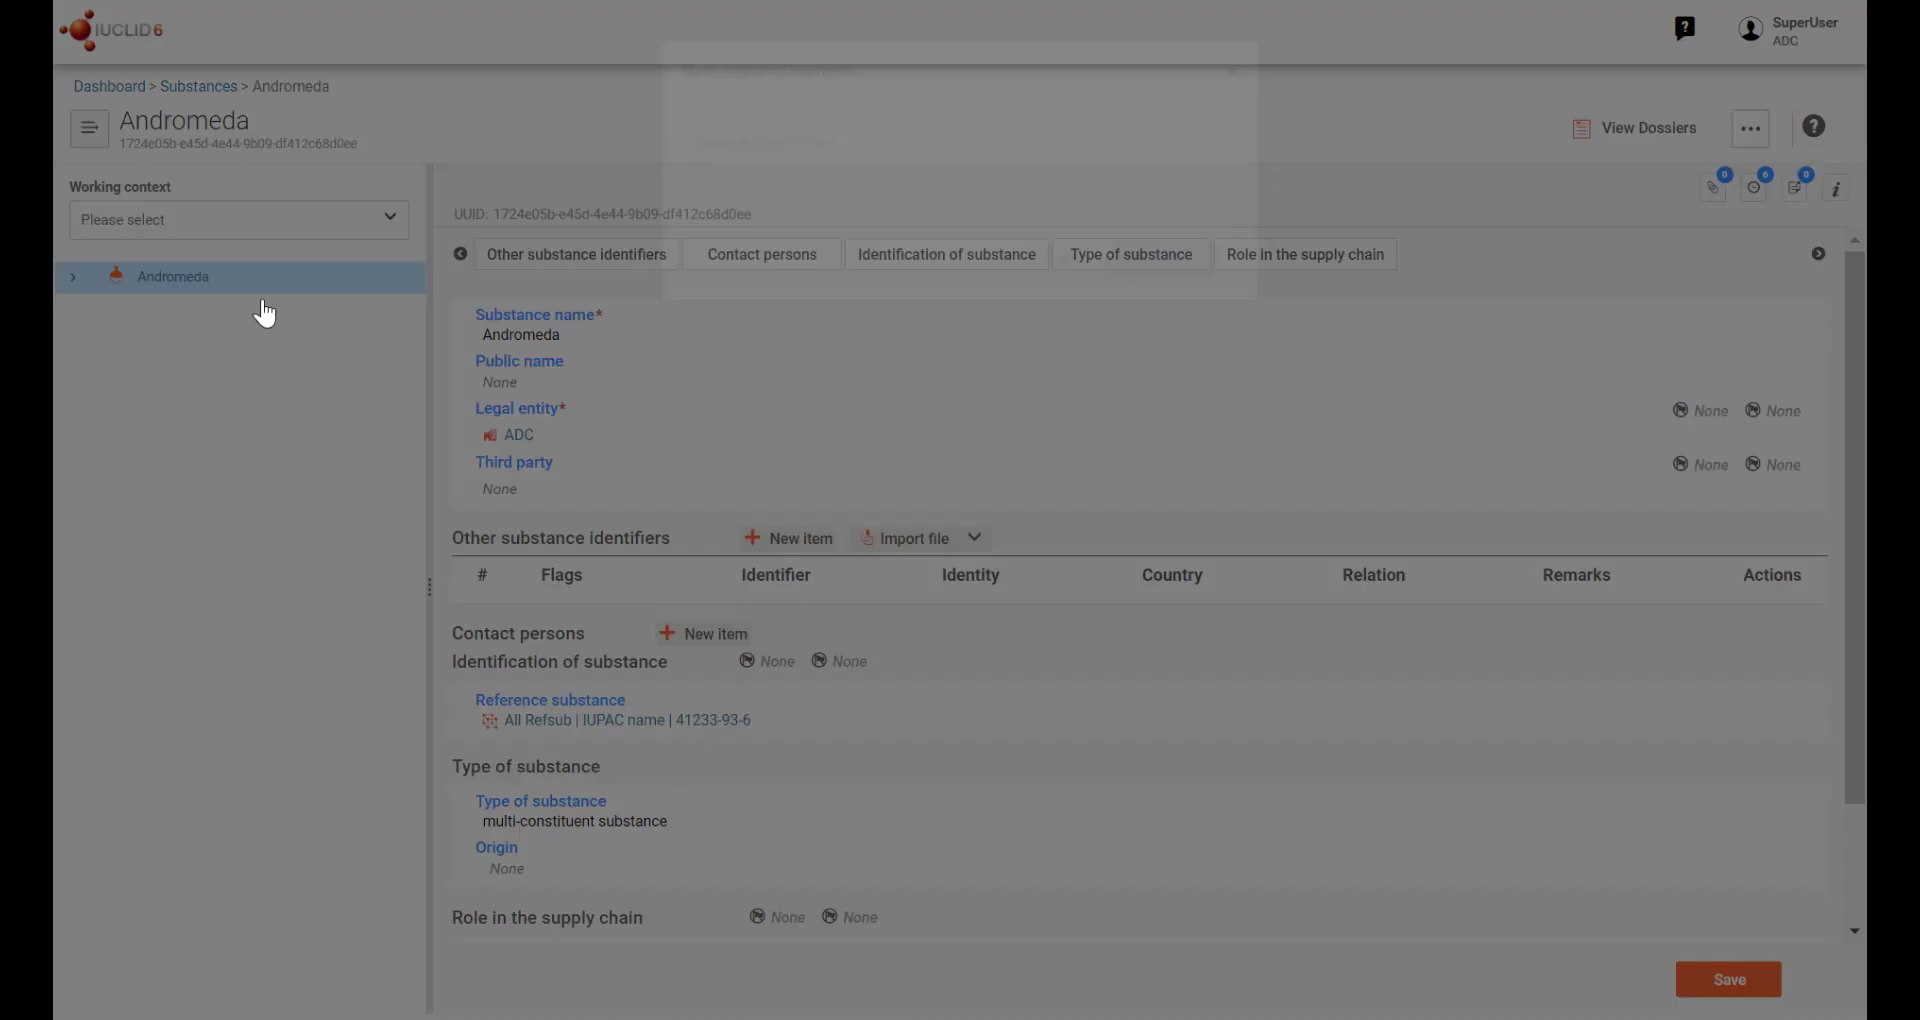 IUCLID 6
SuperUser
ADC
Dashboard > Substances > Andromeda
Andromeda
1724e05b-e45d-4e44-9b09-df412c68d0ee
View Dossiers
Working context
Please select
Andromeda
0
6
0
UUID: 1724e05b-e45d-4e44-9b09-df412c68d0ee
Other substance identifiers
Contact persons
Identification of substance
Type of substance
Role in the supply chain
Substance name*
Andromeda
Public name
None
Legal entity*
None None
ADC
Third party
None None
None
Other substance identifiers
New item
Import file
# Flags Identifier Identity Country Relation Remarks Actions
Contact persons
New item
Identification of substance
None None
Reference substance
All Refsub | IUPAC name | 41233-93-6
Type of substance
Type of substance
multi-constituent substance
Origin
None
Role in the supply chain
None None
Save